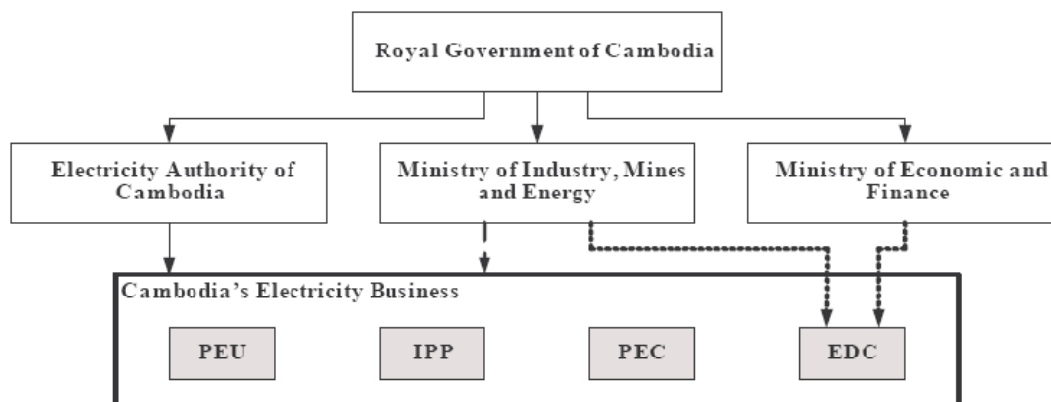 Royal Government of Cambodia
Electricity Authority of
Cambodia
Ministry of Industry, Mines
and Energy
Ministry of Economic and
Finance
Cambodia's Electricity Business
PEU
IPP
PEC
EDC